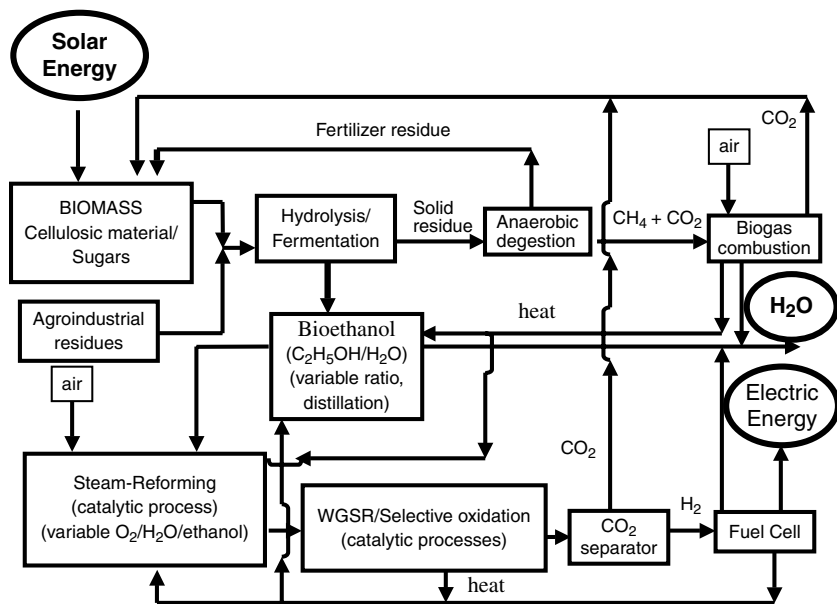 Solar
Energy
Fertilizer residue
CO₂
air
BIOMASS
Cellosic material/
Sugars
Hydrolysis/
Fermentation
Solid
residue
Anaerobic
degestion
CH₄ + CO₂
Biogas
combustion
Agroindustrial
residues
heat
H₂O
Bioethanol
(C₂H₅OH/H₂O)
(variable ratio,
distillation)
air
Electric
Energy
CO₂
Steam-Reforming
(catalytic process)
(variable O₂/H₂O/ethanol)
WGSR/Selective oxidation
(catalytic processes)
CO₂
separator
H₂
Fuel Cell
heat